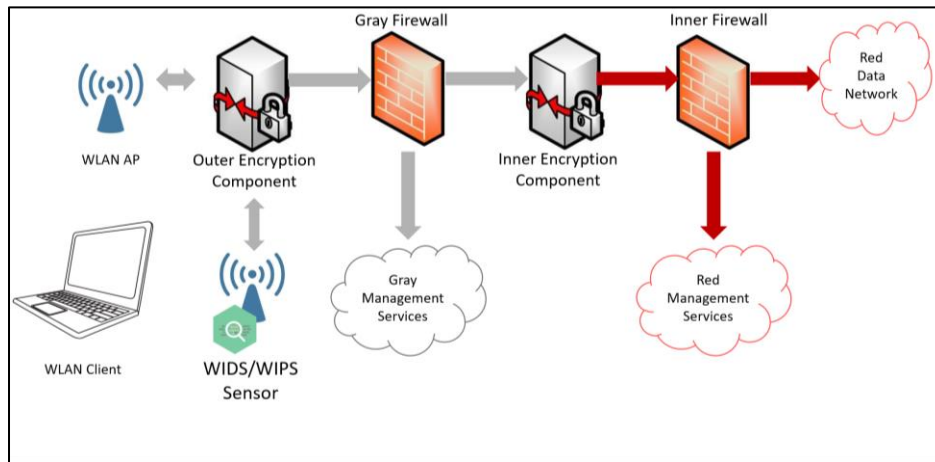 Gray Firewall
Inner Firewall
Red
Data
Network
WLAN AP
Outer Encryption
Component
Inner Encryption
Component
Gray
Management
Services
Red
Management
Services
WLAN Client
WIDS/WIPS
Sensor